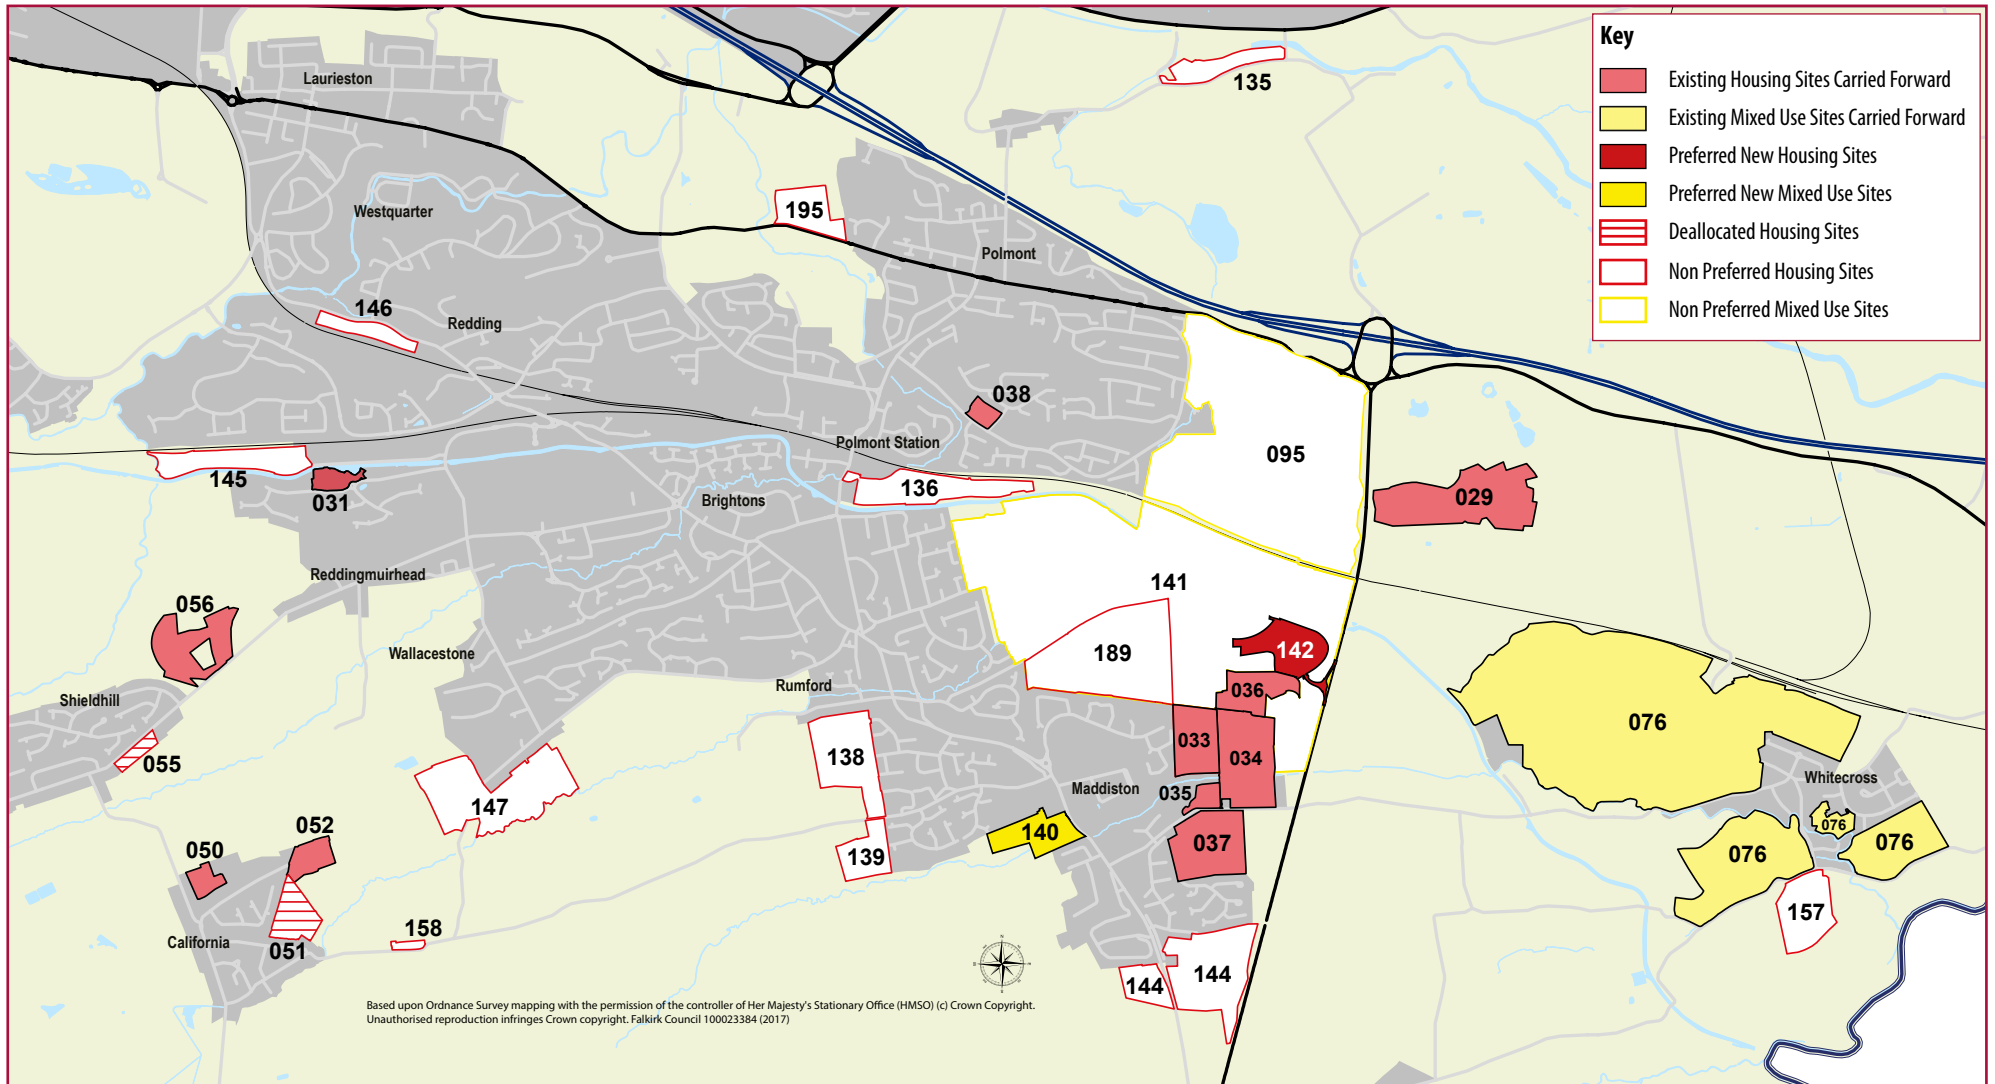 Key
Existing Housing Sites Carried Forward
Existing Mixed Use Sites Carried Forward
Preferred New Housing Sites
Preferred New Mixed Use Sites
Deallocated Housing Sites
Non Preferred Housing Sites
Non Preferred Mixed Use Sites
Laurieston
135
Westquarter
195
Polmont
146
Redding
038
Polmont Station
095
145
031
136
Brightons
029
Reddingmuirhead
141
056
Wallacestone
189
142
Shieldhill
Rumford
036
076
055
138
033
034
Whitecross
147
Maddiston
035
052
140
076
050
139
037
076
076
158
157
California
051
144
144
Based upon Ordnance Survey mapping with the permission of the controller of Her Majesty's Stationary Office (HMSO) (c) Crown Copyright.
Unauthorised reproduction infringes Crown copyright. Falkirk Council 100023384 (2017)